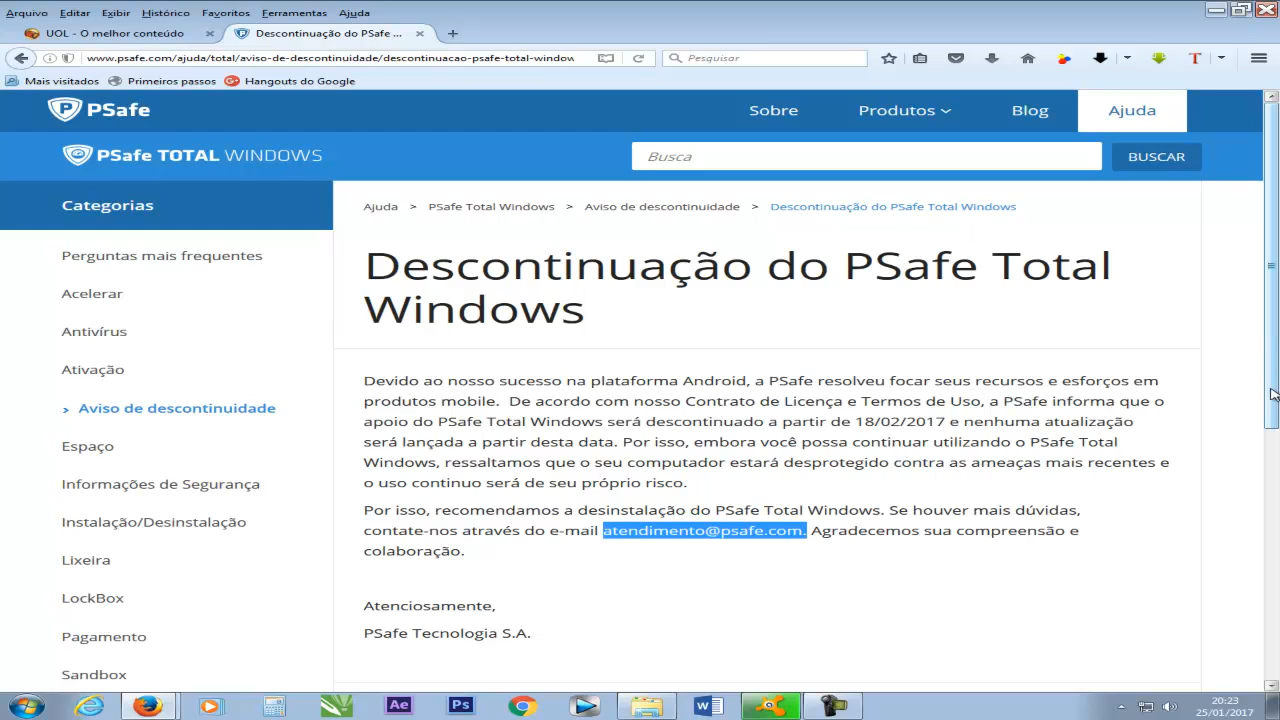 Arquivo Editar Exibir Histórico Favoritos Ferramentas Ajuda
UOL - O melhor conteúdo
Descontinuação do PSafe ...
www.psafe.com/ajuda/total/aviso-de-descontinuidade/descontinuacao-psafe-total-window
Pesquisar
Mais visitados Primeiros passos Hangouts do Google
PSafe
Sobre Produtos Blog Ajuda
PSafe TOTAL WINDOWS
Busca
BUSCAR
Categorias
Perguntas mais frequentes
Acelerar
Antivírus
Ativação
> Aviso de descontinuidade
Espaço
Informações de Segurança
Instalação/Desinstalação
Lixeira
LockBox
Pagamento
Sandbox
Ajuda > PSafe Total Windows > Aviso de descontinuidade > Descontinuação do PSafe Total Windows
Descontinuação do PSafe Total
Windows
Devido ao nosso sucesso na plataforma Android, a PSafe resolveu focar seus recursos e esforços em
produtos mobile. De acordo com nosso Contrato de Licença e Termos de Uso, a PSafe informa que o
apoio do PSafe Total Windows será descontinuado a partir de 18/02/2017 e nenhuma atualização
será lançada a partir desta data. Por isso, embora você possa continuar utilizando o PSafe Total
Windows, ressaltamos que o seu computador estará desprotegido contra as ameaças mais recentes e
o uso continuo será de seu próprio risco.
Por isso, recomendamos a desinstalação do PSafe Total Windows. Se houver mais dúvidas,
contate-nos através do e-mail atendimento@psafe.com. Agradecemos sua compreensão e
colaboração.
Atenciosamente,
PSafe Tecnologia S.A.
Ae
Ps
20:23
25/01/2017